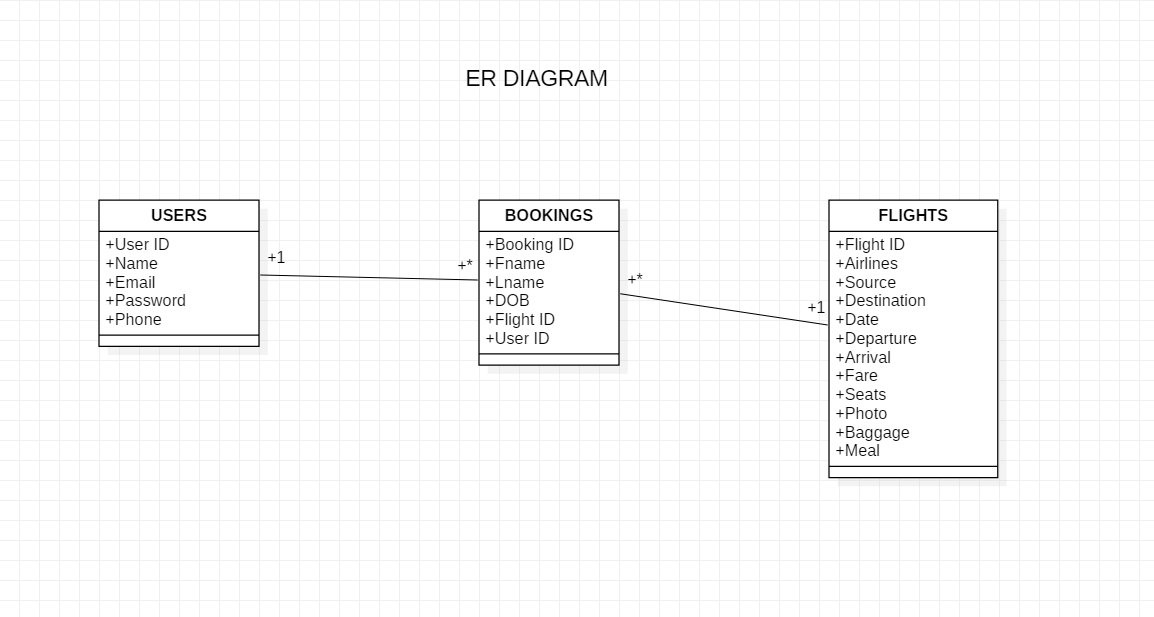 ER DIAGRAM
USERS
+User ID
+Name
+Email
+Password
+Phone
+1
+*
BOOKINGS
+Booking ID
+Fname
+Lname
+DOB
+Flight ID
+User ID
+*
+1
FLIGHTS
+Flight ID
+Airlines
+Source
+Destination
+Date
+Departure
+Arrival
+Fare
+Seats
+Photo
+Baggage
+Meal